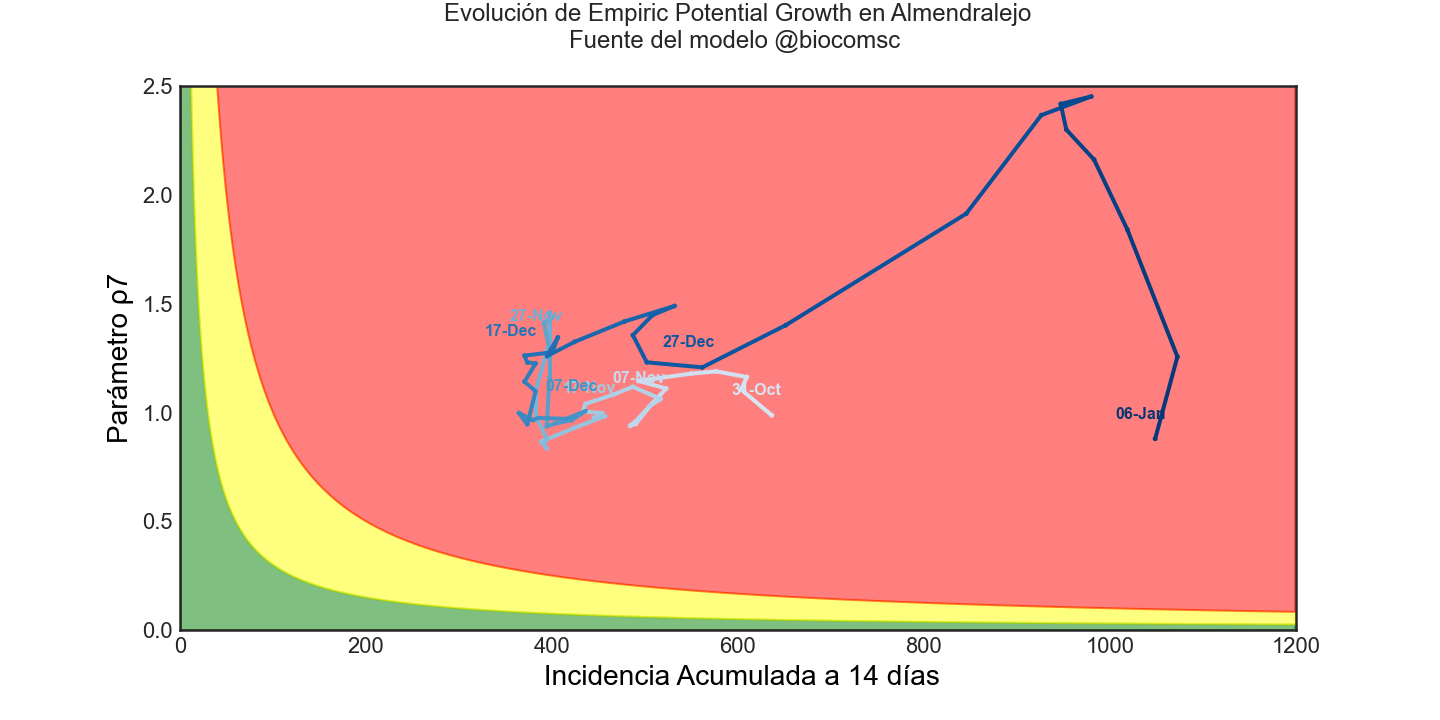 Evolución de Empiric Potential Growth en Almendralejo
Fuente del modelo @biocomsc
2.5
2.0
1.5
1.0
0.5
0.0
Parámetro ρ7
27-Nov
17-Dec
27-Dec
07-Dec
07-Nov
31-Oct
06-Jan
0
200
400
600
800
1000
1200
Incidencia Acumulada a 14 días